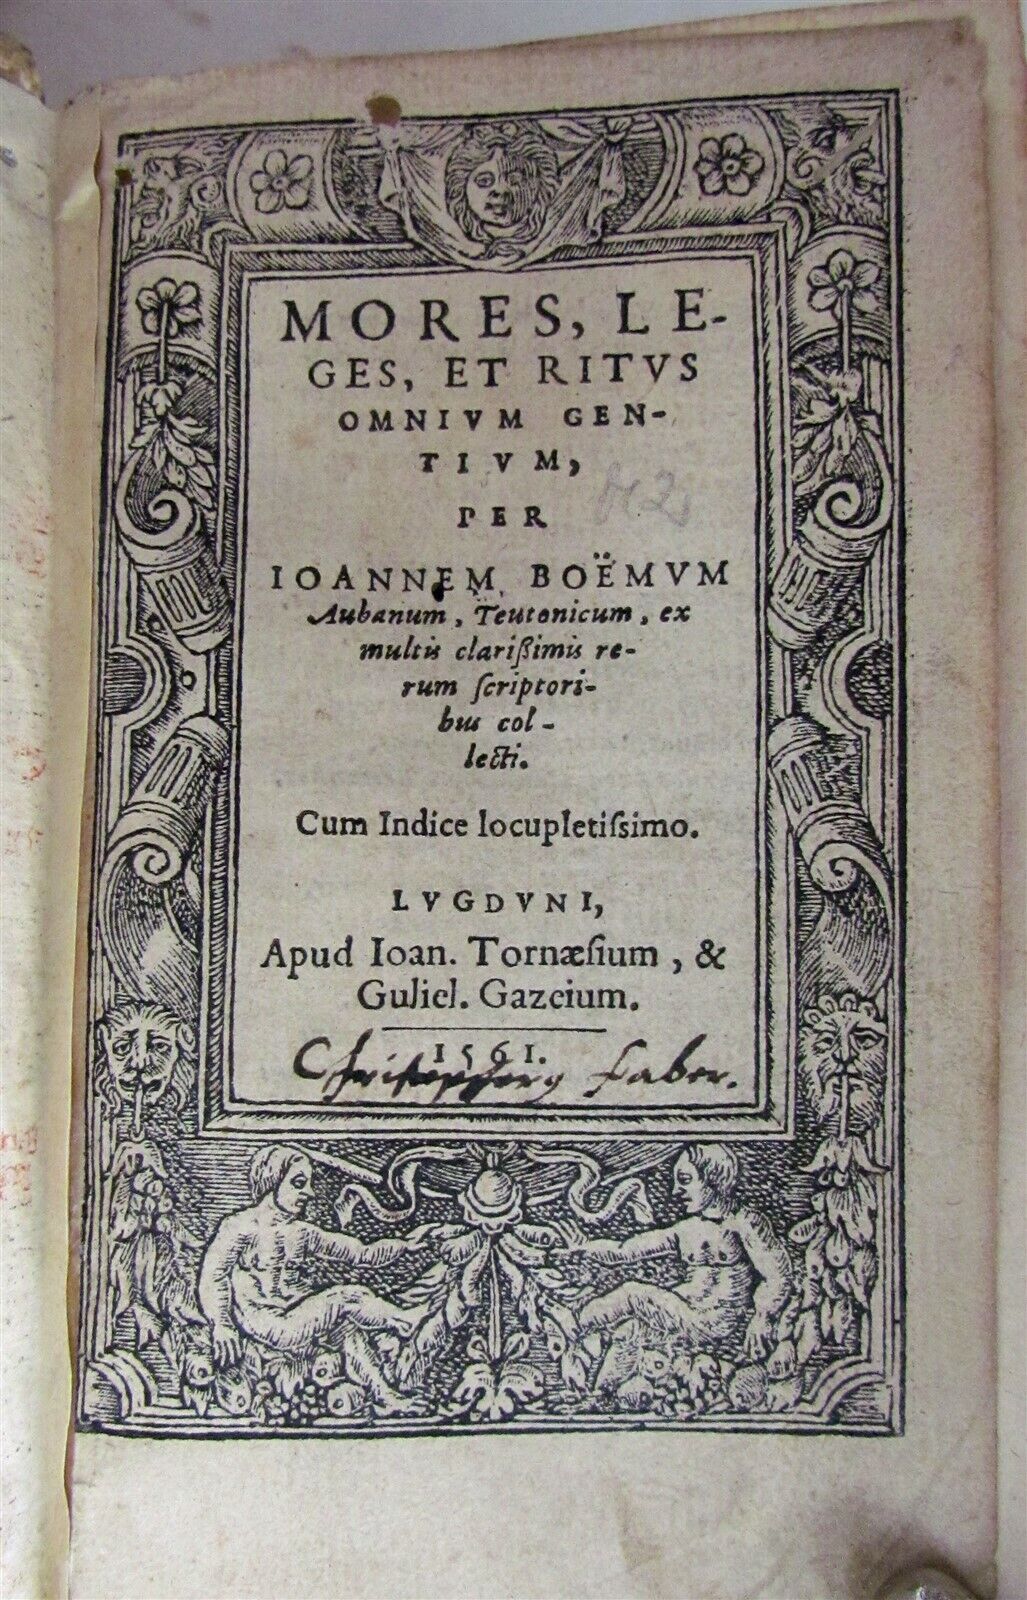 MORES, LE-
GES, ET RITVS
OMNIVM GEN-
TIVM,
PER
IOANNEM BOËMVM
Aubanum, Teutonicum, ex
multis clarißimis re-
rum ſcriptori-
bus col-
lecti.
Cum Indice locupletiſsimo.
LVGDVNI,
Apud Ioan. Tornæſium, &
Guliel. Gazeium.
1561.
Faber.